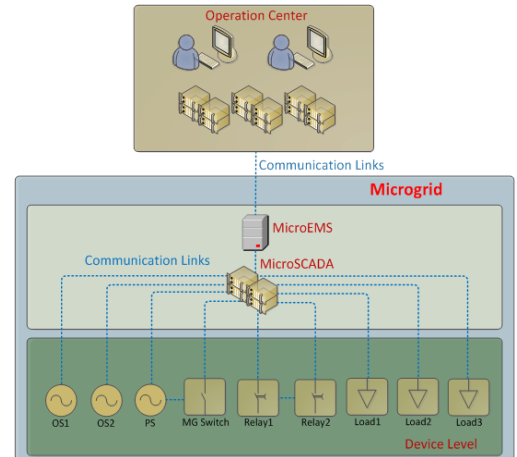 Operation Center
Communication Links
Microgrid
MicroEMS
Communication Links
MicroSCADA
OS1
OS2
PS
MG Switch
Relay1
Relay2
Load1
Load2
Load3
Device Level